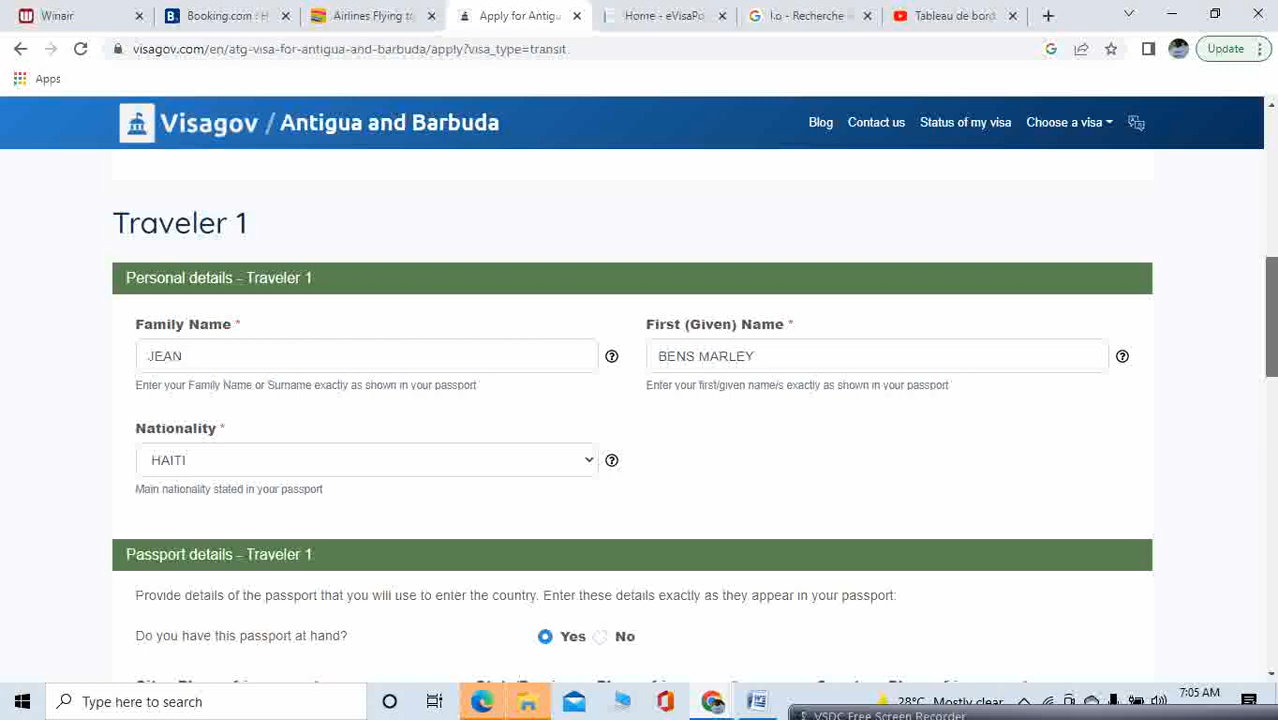 Winair
Booking.com : H
Airlines Flying to
Apply for Antigu
Home - eVisaPo
- Recherche
Tableau de bord
visagov.com/en/atg-visa-for-antigua-and-barbuda/apply?visa_type=transit
Update
Apps
Visagov / Antigua and Barbuda
Blog
Contact us
Status of my visa
Choose a visa
Traveler 1
Personal details – Traveler 1
Family Name *
First (Given) Name *
JEAN
BENS MARLEY
Enter your Family Name or Surname exactly as shown in your passport
Enter your first/given name/s exactly as shown in your passport
Nationality *
HAITI
Main nationality stated in your passport
Passport details – Traveler 1
Provide details of the passport that you will use to enter the country. Enter these details exactly as they appear in your passport:
Do you have this passport at hand?
Yes
No
Type here to search
28°C Mostly clear
7:05 AM
VSDC Free Screen Recorder